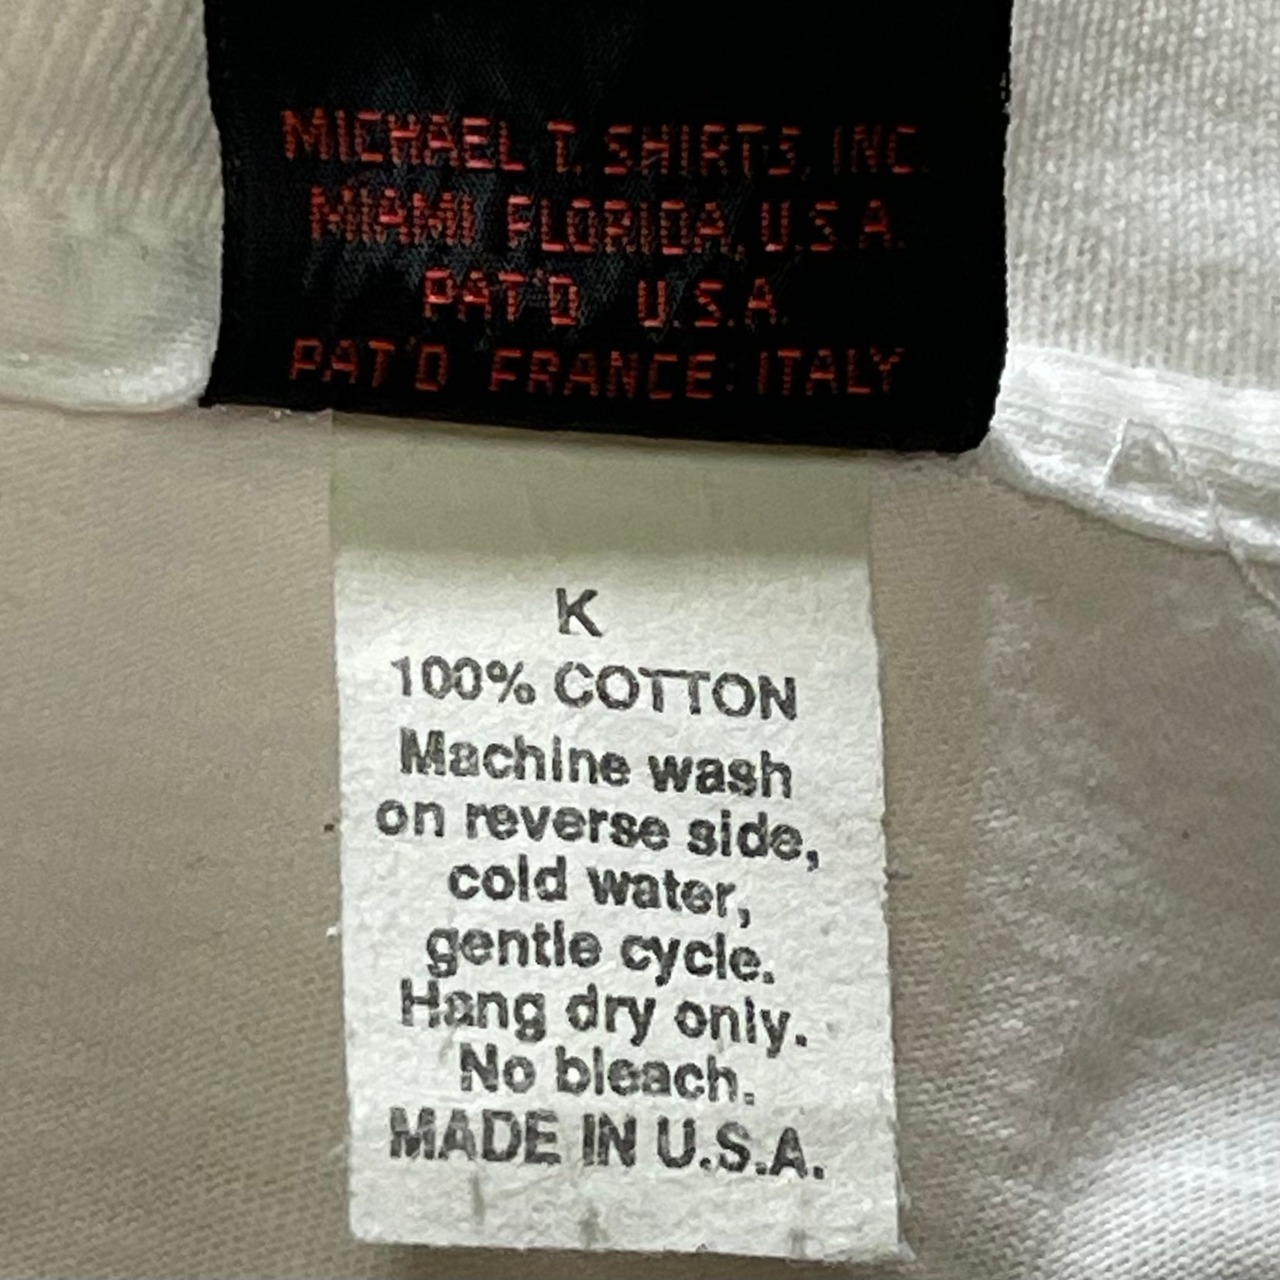 MICHAEL T. SHIRTS, INC.
MIAMI FLORIDA, U.S.A.
PAT'D U.S.A.
PAT'D FRANCE: ITALY
K
100% COTTON
Machine wash
on reverse side,
cold water,
gentle cycle.
Hang dry only.
No bleach.
MADE IN U.S.A.